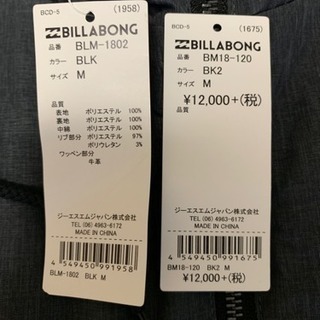 BCD-5 (1958)
BILLABONG
品番 BLM-1802
カラー BLK
サイズ M
品質
表地 ポリエステル 100%
裏地 ポリエステル 100%
中綿 ポリエステル 100%
リブ部分 ポリエステル 97%
ポリウレタン 3%
ワッペン部分
牛革
ジーエスエムジャパン株式会社
TEL (06) 4963-6172
MADE IN CHINA
4 549450 991958
BLM-1802 BLK M
BCD-5 (1675)
BILLABONG
品番 BM18-120
カラー BK2
サイズ M
¥12,000+(税)
ジーエスエムジャパン株式会社
TEL (06) 4963-6172
MADE IN CHINA
4 549450 991675
BM18-120 BK2 M
¥12,000+(税)